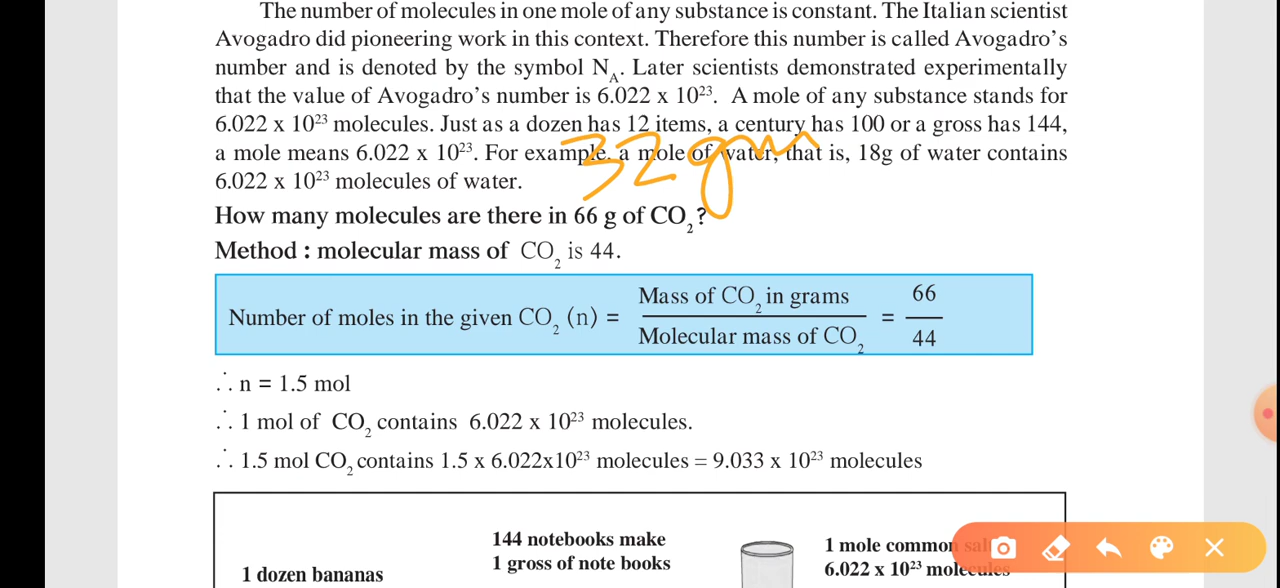 The number of molecules in one mole of any substance is constant. The Italian scientist
Avogadro did pioneering work in this context. Therefore this number is called Avogadro's
number and is denoted by the symbol N_A. Later scientists demonstrated experimentally
that the value of Avogadro's number is 6.022 x 10²³. A mole of any substance stands for
6.022 x 10²³ molecules. Just as a dozen has 12 items, a century has 100 or a gross has 144,
a mole means 6.022 x 10²³. For example, a mole of water, that is, 18g of water contains
32gm
6.022 x 10²³ molecules of water.
How many molecules are there in 66 g of CO₂?
Method : molecular mass of CO₂ is 44.
Number of moles in the given CO₂ (n) = Mass of CO₂ in grams / Molecular mass of CO₂ = 66 / 44
∴ n = 1.5 mol
∴ 1 mol of CO₂ contains 6.022 x 10²³ molecules.
∴ 1.5 mol CO₂ contains 1.5 x 6.022x10²³ molecules = 9.033 x 10²³ molecules
144 notebooks make
1 gross of note books
1 dozen bananas
1 mole common salt
6.022 x 10²³ molecules